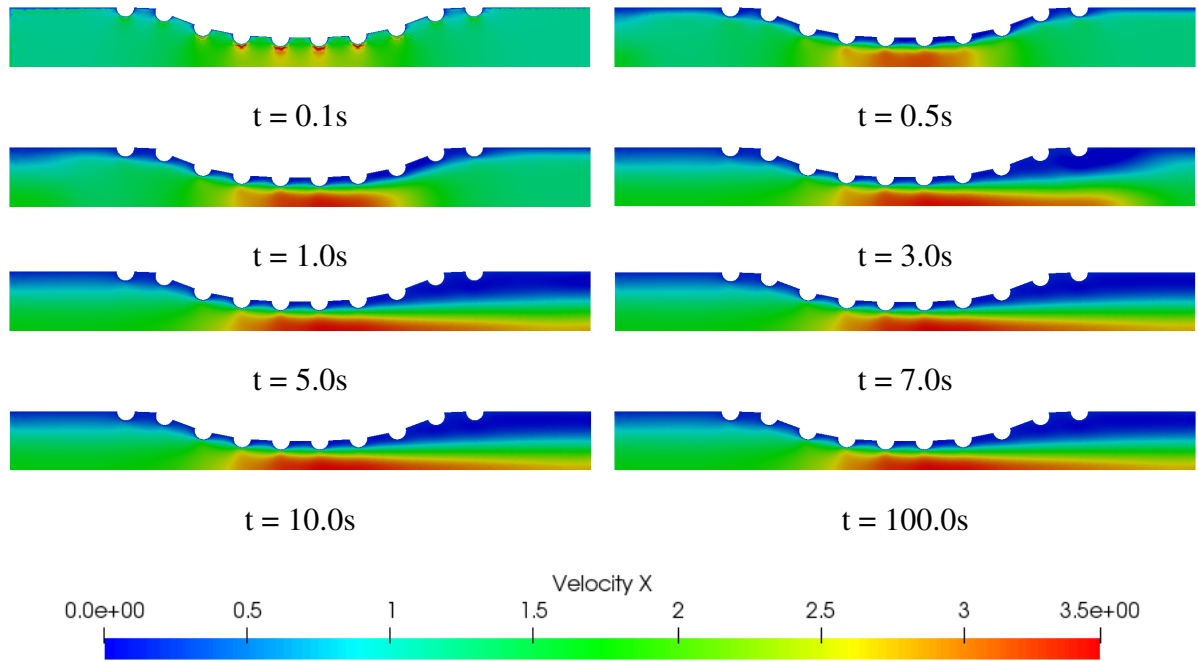 t = 0.1s
t = 0.5s
t = 1.0s
t = 3.0s
t = 5.0s
t = 7.0s
t = 10.0s
t = 100.0s
Velocity X
0.0e+00 0.5 1 1.5 2 2.5 3 3.5e+00